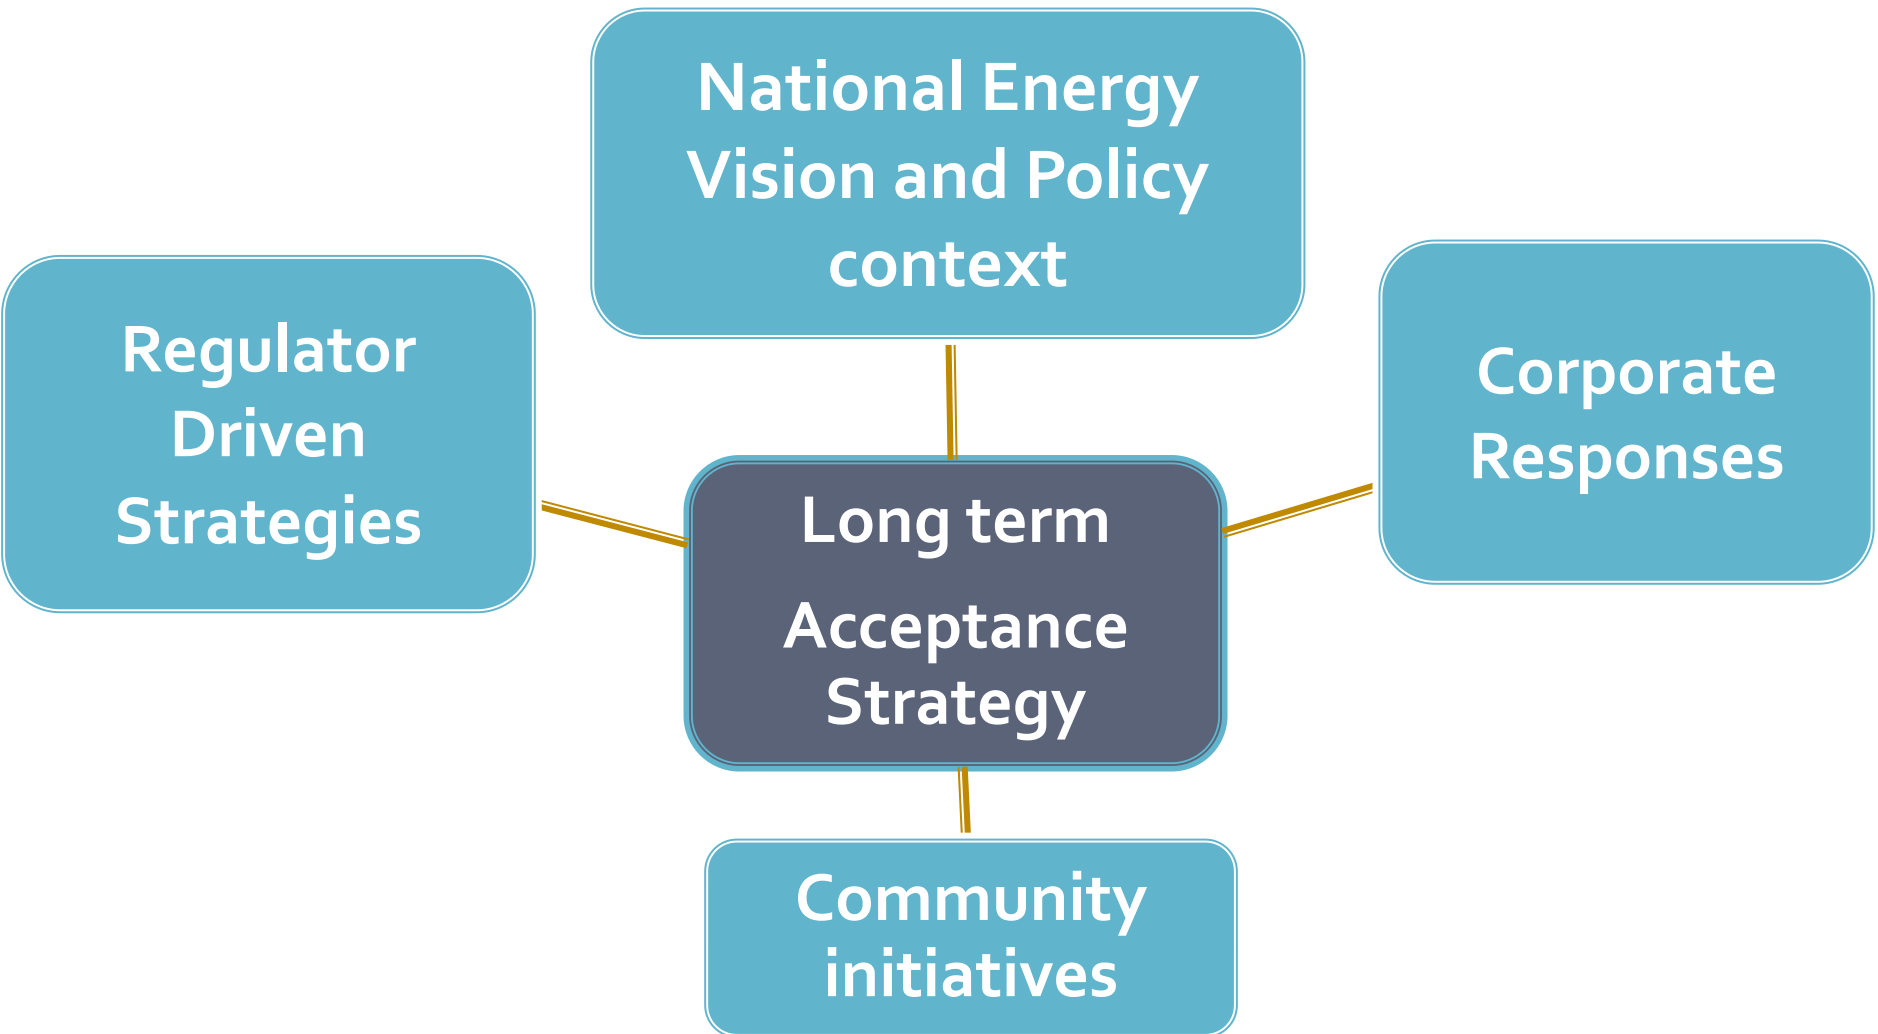 National Energy
Vision and Policy
context
Regulator
Driven
Strategies
Corporate
Responses
Long term
Acceptance
Strategy
Community
initiatives